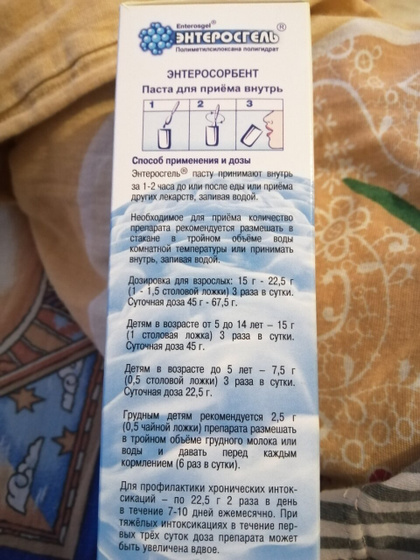 Enterosgel®
ЭНТЕРОСГЕЛЬ®
Полиметилсилоксана полигидрат
ЭНТЕРОСОРБЕНТ
Паста для приёма внутрь
1 2 3
Способ применения и дозы
Энтеросгель® пасту принимают внутрь
за 1-2 часа до или после еды или приёма
других лекарств, запивая водой.
Необходимое для приёма количество
препарата рекомендуется размешать в
стакане в тройном объёме воды
комнатной температуры или принимать
внутрь, запивая водой.
Дозировка для взрослых: 15 г - 22,5 г
(1 - 1,5 столовой ложки) 3 раза в сутки.
Суточная доза 45 г - 67,5 г.
Детям в возрасте от 5 до 14 лет – 15 г
(1 столовая ложка) 3 раза в сутки.
Суточная доза 45 г.
Детям в возрасте до 5 лет – 7,5 г
(0,5 столовой ложки) 3 раза в сутки.
Суточная доза 22,5 г.
Грудным детям рекомендуется 2,5 г
(0,5 чайной ложки) препарата размешать
в тройном объёме грудного молока или
воды и давать перед каждым
кормлением (6 раз в сутки).
Для профилактики хронических инток-
сикаций – по 22,5 г 2 раза в день
в течение 7-10 дней ежемесячно. При
тяжёлых интоксикациях в течение пер-
вых трёх суток доза препарата может
быть увеличена вдвое.